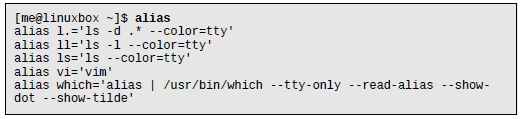 [me@linuxbox ~]$ alias
alias l.='ls -d .* --color=tty'
alias ll='ls -l --color=tty'
alias ls='ls --color=tty'
alias vi='vim'
alias which='alias | /usr/bin/which --tty-only --read-alias --show-
dot --show-tilde'